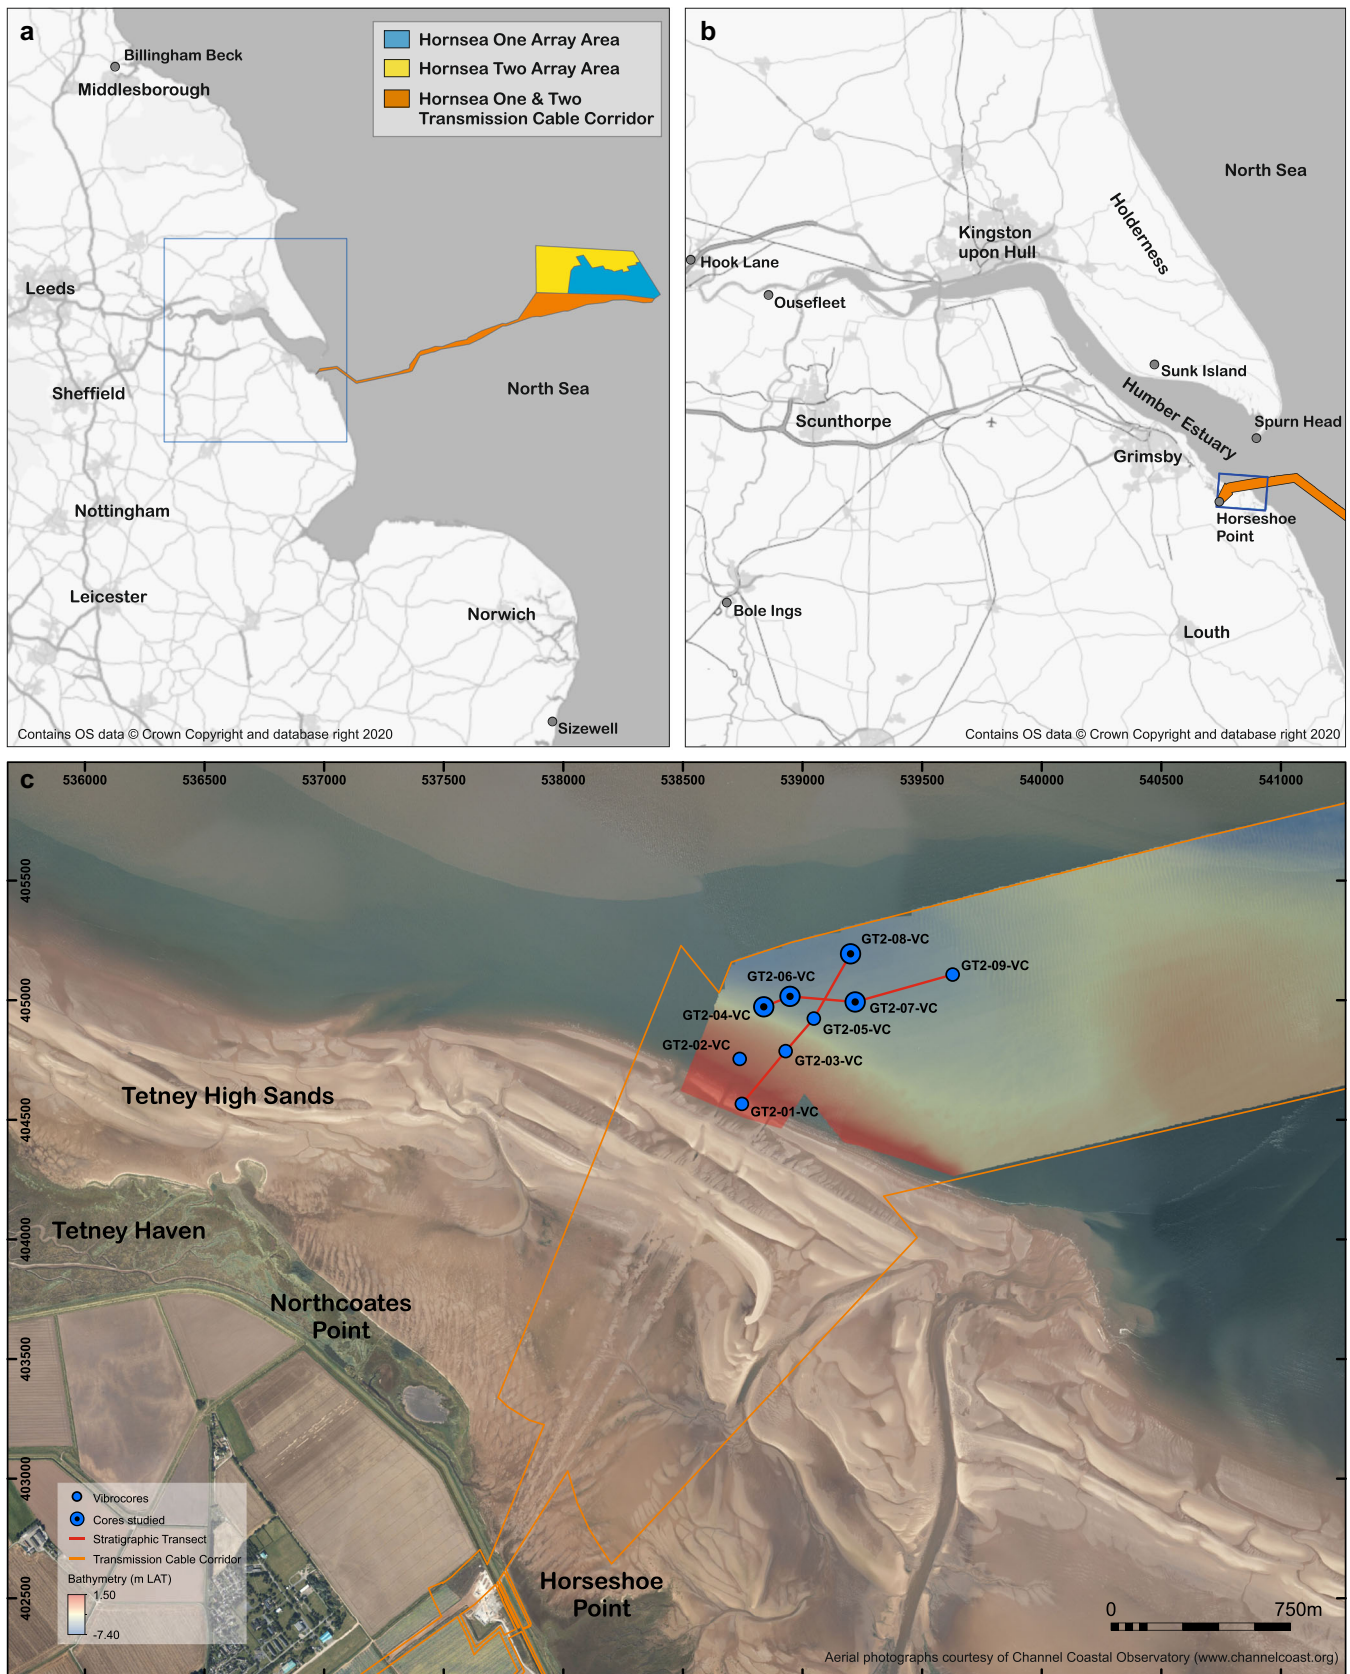 a
Billingham Beck
Middlesborough
Hornsea One Array Area
Hornsea Two Array Area
Hornsea One & Two
Transmission Cable Corridor
Leeds
Sheffield
North Sea
Nottingham
Leicester
Norwich
Sizewell
Contains OS data © Crown Copyright and database right 2020
b
North Sea
Holderness
Kingston
upon Hull
Hook Lane
Ousefleet
Sunk Island
Humber Estuary
Spurn Head
Scunthorpe
Grimsby
Horseshoe
Point
Bole Ings
Louth
Contains OS data © Crown Copyright and database right 2020
c
536000
536500
537000
537500
538000
538500
539000
539500
540000
540500
541000
405500
405000
404500
404000
403500
403000
402500
GT2-08-VC
GT2-09-VC
GT2-06-VC
GT2-07-VC
GT2-04-VC
GT2-05-VC
GT2-02-VC
GT2-03-VC
GT2-01-VC
Tetney High Sands
Tetney Haven
Northcoates
Point
Horseshoe
Point
Vibrocores
Cores studied
Stratigraphic Transect
Transmission Cable Corridor
Bathymetry (m LAT)
1.50
-7.40
0
750m
Aerial photographs courtesy of Channel Coastal Observatory (www.channelcoast.org)